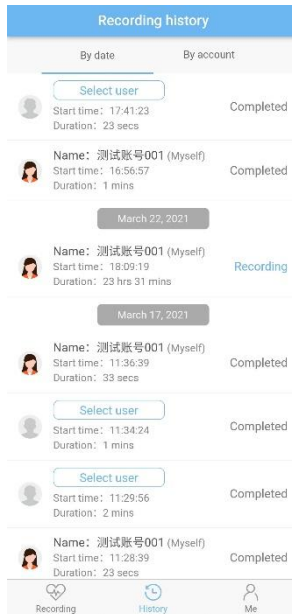 Recording history
By date
By account
Select user
Start time：17:41:23
Duration：23 secs
Completed
Name：测试账号001 (Myself)
Start time：16:56:57
Duration：1 mins
Completed
March 22, 2021
Name：测试账号001 (Myself)
Start time：18:09:19
Duration：23 hrs 31 mins
Recording
March 17, 2021
Name：测试账号001 (Myself)
Start time：11:36:39
Duration：33 secs
Completed
Select user
Start time：11:34:24
Duration：1 mins
Completed
Select user
Start time：11:29:56
Duration：2 mins
Completed
Name：测试账号001 (Myself)
Start time：11:28:39
Duration：23 secs
Completed
Recording
History
Me